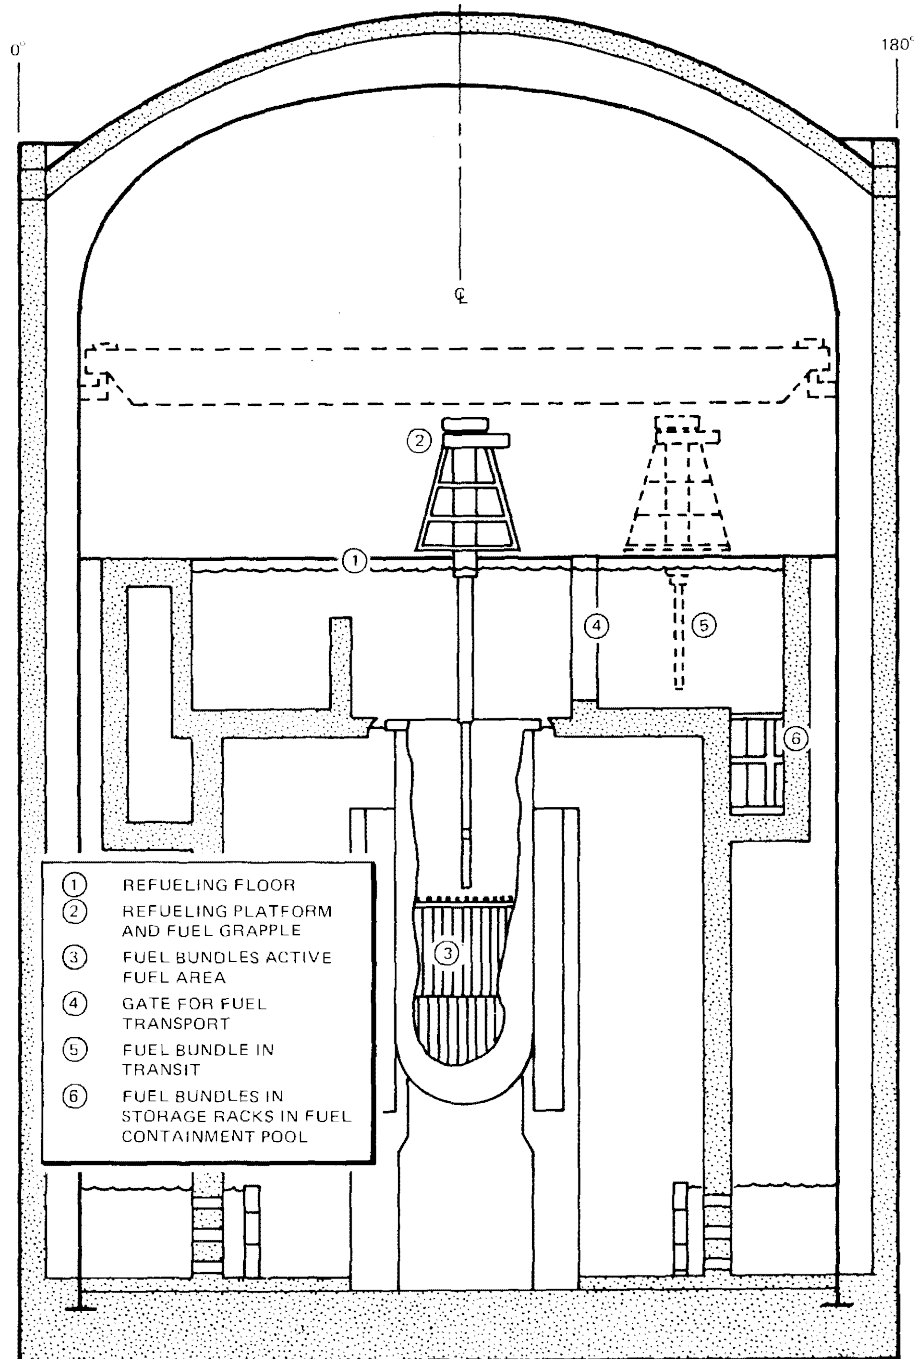 0°
180°
℄
2
1
4
5
6
3
1 REFUELING FLOOR
2 REFUELING PLATFORM
AND FUEL GRAPPLE
3 FUEL BUNDLES ACTIVE
FUEL AREA
4 GATE FOR FUEL
TRANSPORT
5 FUEL BUNDLE IN
TRANSIT
6 FUEL BUNDLES IN
STORAGE RACKS IN FUEL
CONTAINMENT POOL